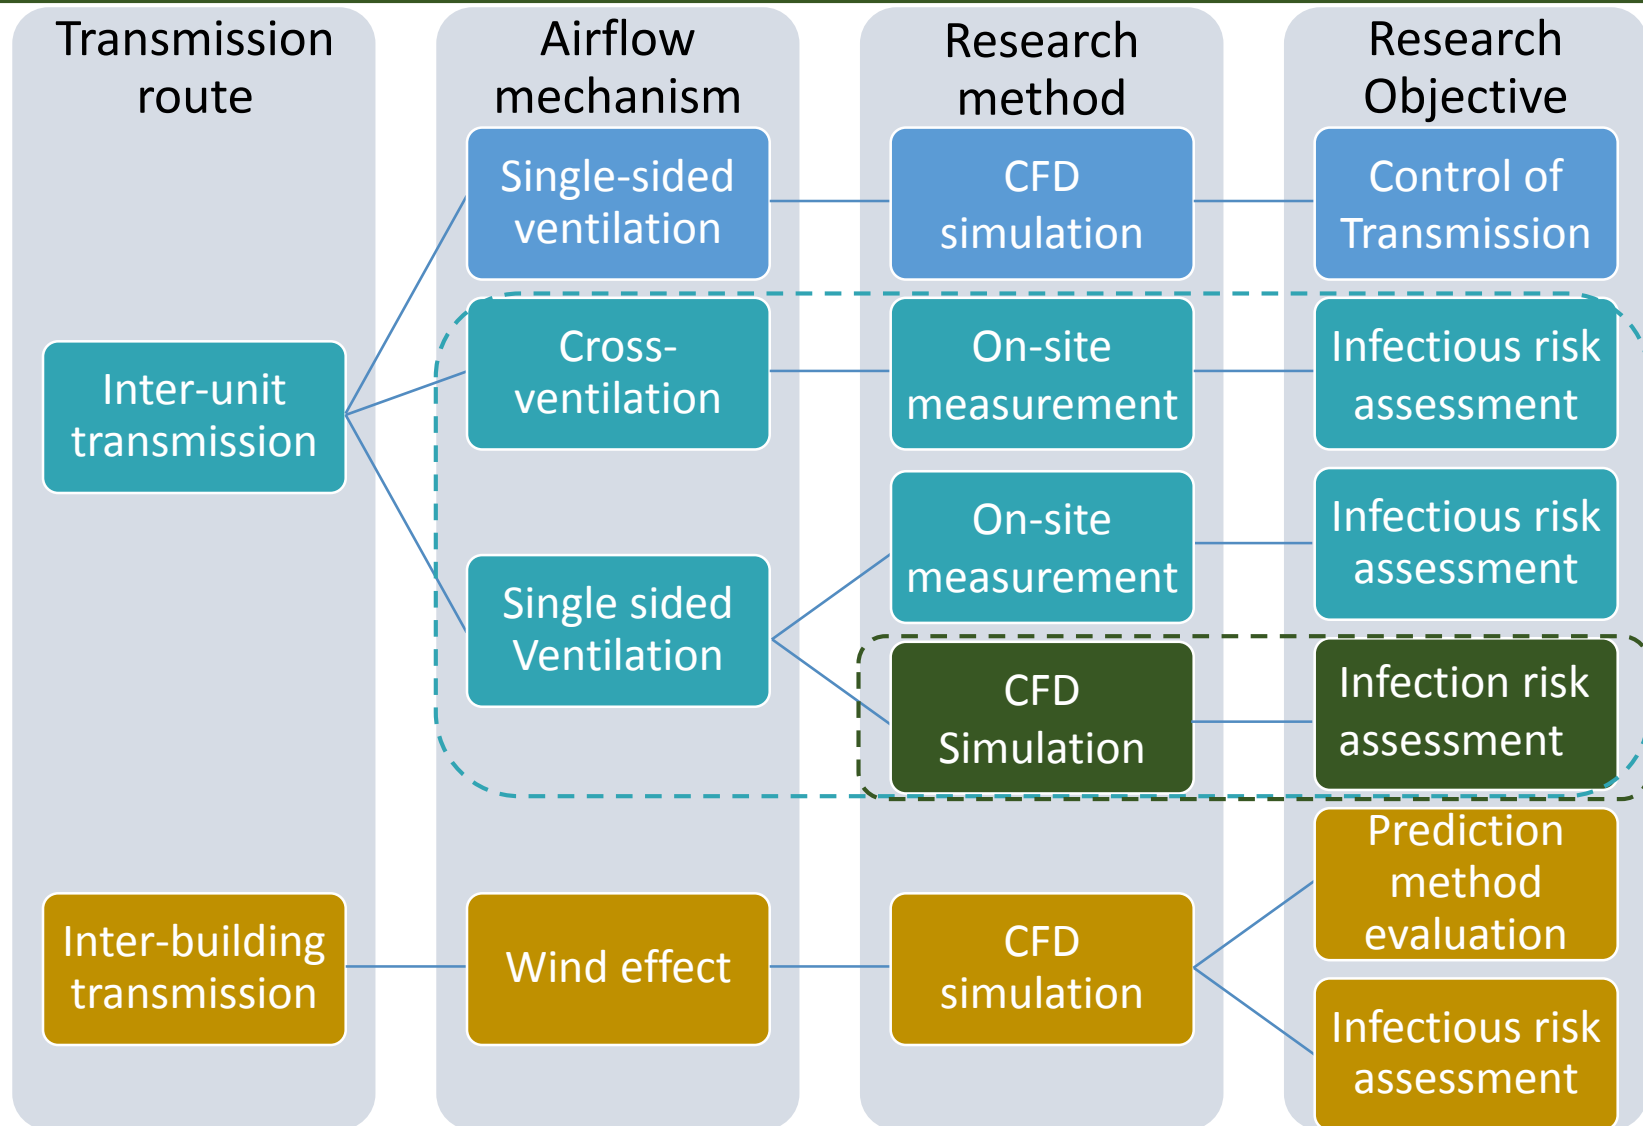 Transmission
route
Airflow
mechanism
Research
method
Research
Objective
Single-sided
ventilation
CFD
simulation
Control of
Transmission
Inter-unit
transmission
Cross-
ventilation
On-site
measurement
Infectious risk
assessment
Single sided
Ventilation
On-site
measurement
Infectious risk
assessment
CFD
Simulation
Infection risk
assessment
Inter-building
transmission
Wind effect
CFD
simulation
Prediction
method
evaluation
Infectious risk
assessment